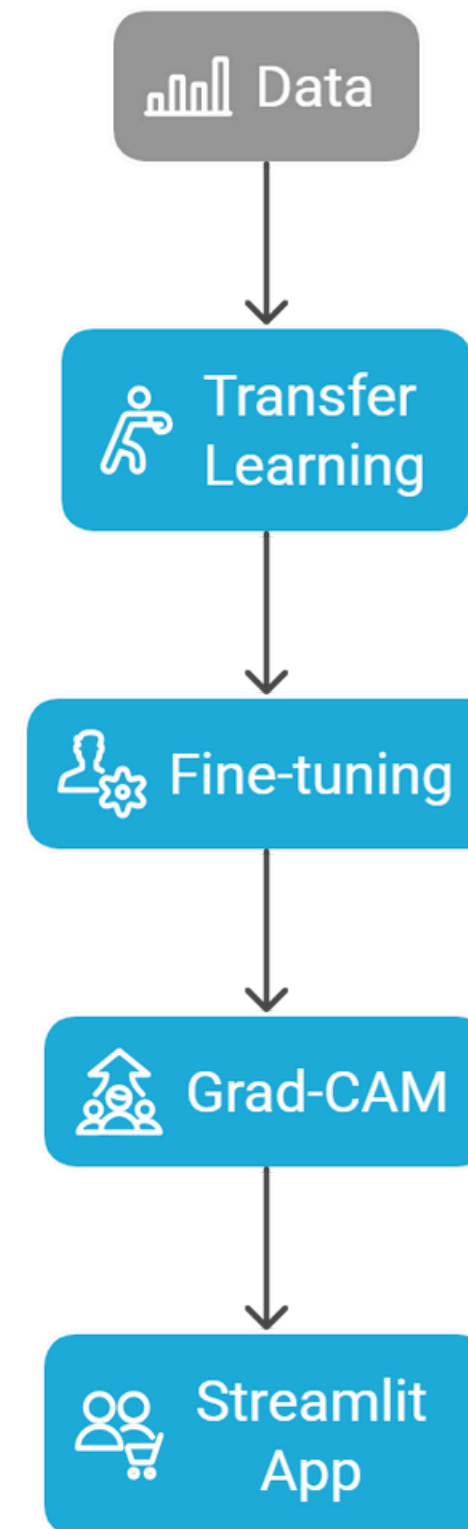 Data
Transfer
Learning
Fine-tuning
Grad-CAM
Streamlit
App